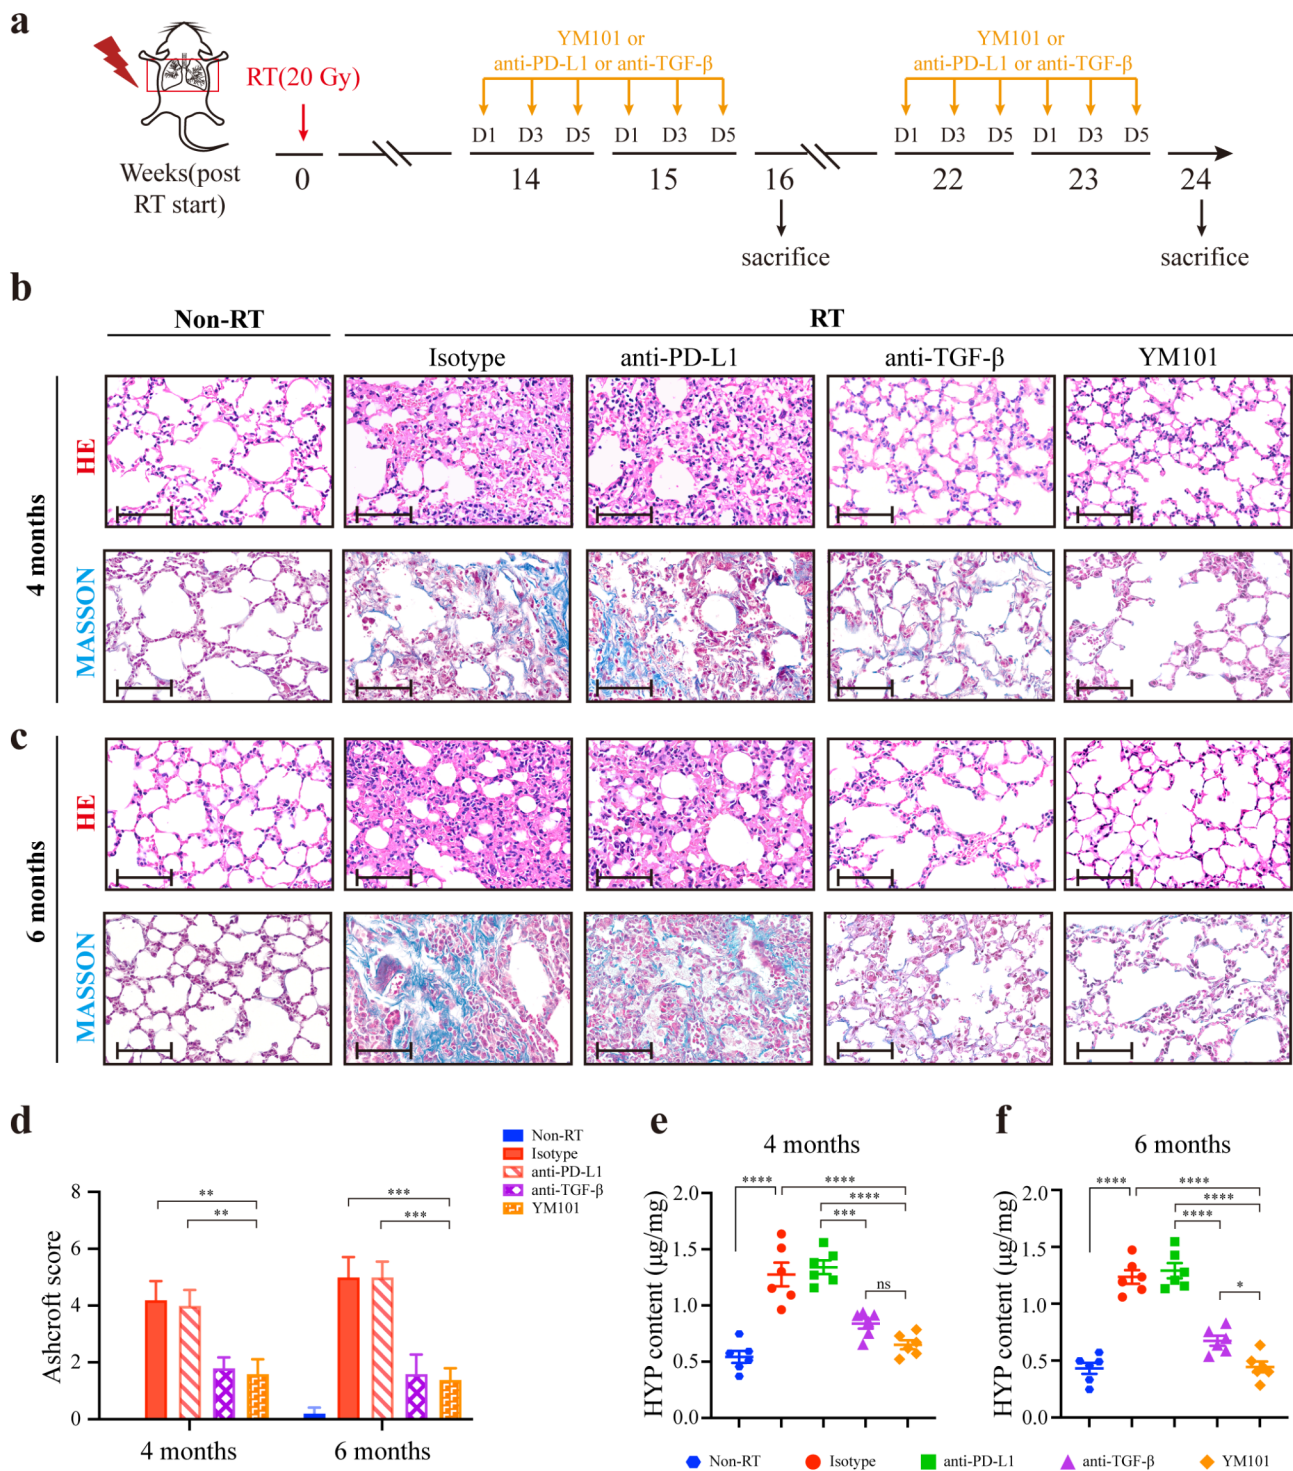 a
YM101 or
anti-PD-L1 or anti-TGF-β
YM101 or
anti-PD-L1 or anti-TGF-β
RT(20 Gy)
D1 D3 D5 D1 D3 D5
D1 D3 D5 D1 D3 D5
Weeks(post
RT start)
0 14 15 16 22 23 24
sacrifice sacrifice
b
Non-RT RT
Isotype anti-PD-L1 anti-TGF-β YM101
4 months
HE
MASSON
c
6 months
HE
MASSON
d
Non-RT
Isotype
anti-PD-L1
anti-TGF-β
YM101
Ashcroft score
8
6
4
2
0
** *** 
** ***
4 months 6 months
e
4 months
HYP content (μg/mg)
2.0
1.5
1.0
0.5
0.0
**** ****
****
***
ns
f
6 months
HYP content (μg/mg)
2.0
1.5
1.0
0.5
0.0
**** ****
****
****
*
Non-RT Isotype anti-PD-L1 anti-TGF-β YM101